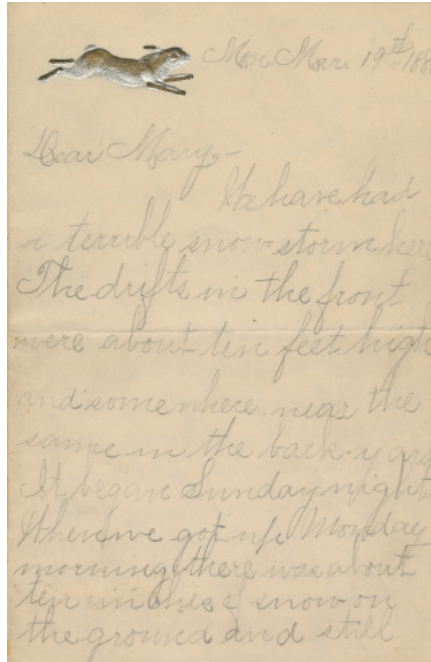 Mon. Mar. 19th, 188
Dear Mary,-
We have had
a terrible snow-storm here
The drifts in the front
were about ten feet high
and somewhere near the
same in the back-yard
It began Sunday night.
When we got up Monday
morning there was about
ten inches of snow on
the ground and still